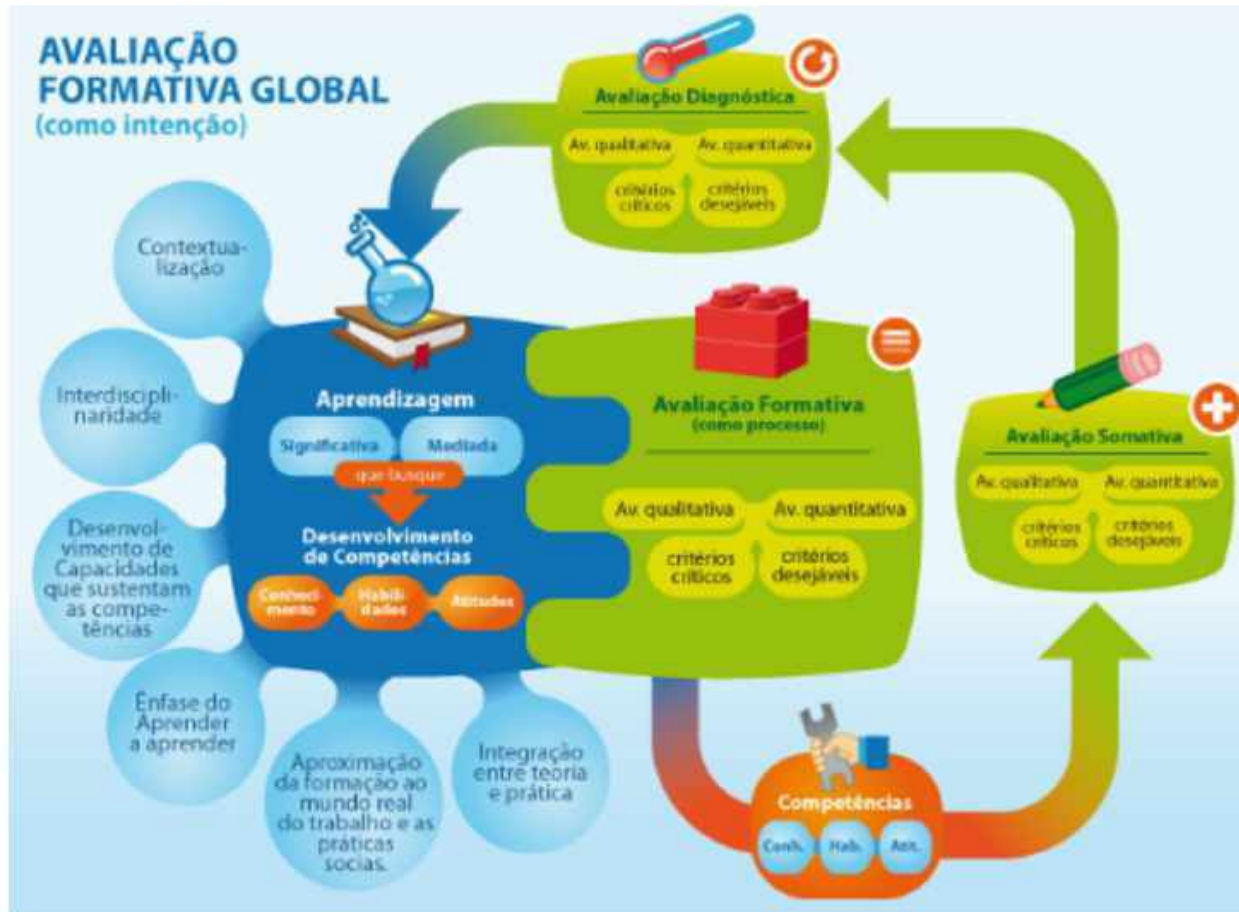 AVALIAÇÃO
FORMATIVA GLOBAL
(como intenção)
Avaliação Diagnóstica
Av. qualitativa
Av. quantitativa
critérios
críticos
critérios
desejáveis
Contextua-
lização
Interdiscipli-
naridade
Desenvol-
vimento de
Capacidades
que sustentam
as compe-
tências
Ênfase do
Aprender
a aprender
Aproximação
da formação ao
mundo real
do trabalho e as
práticas
socias.
Integração
entre teoria
e prática
Aprendizagem
Significativa
Mediada
que busque
Desenvolvimento
de Competências
Conheci-
mento
Habili-
dades
Atitudes
Avaliação Formativa
(como processo)
Av. qualitativa
Av. quantitativa
critérios
críticos
critérios
desejáveis
Competências
Conh.
Hab.
Atit.
Avaliação Somativa
Av. qualitativa
Av. quantitativa
critérios
críticos
critérios
desejáveis